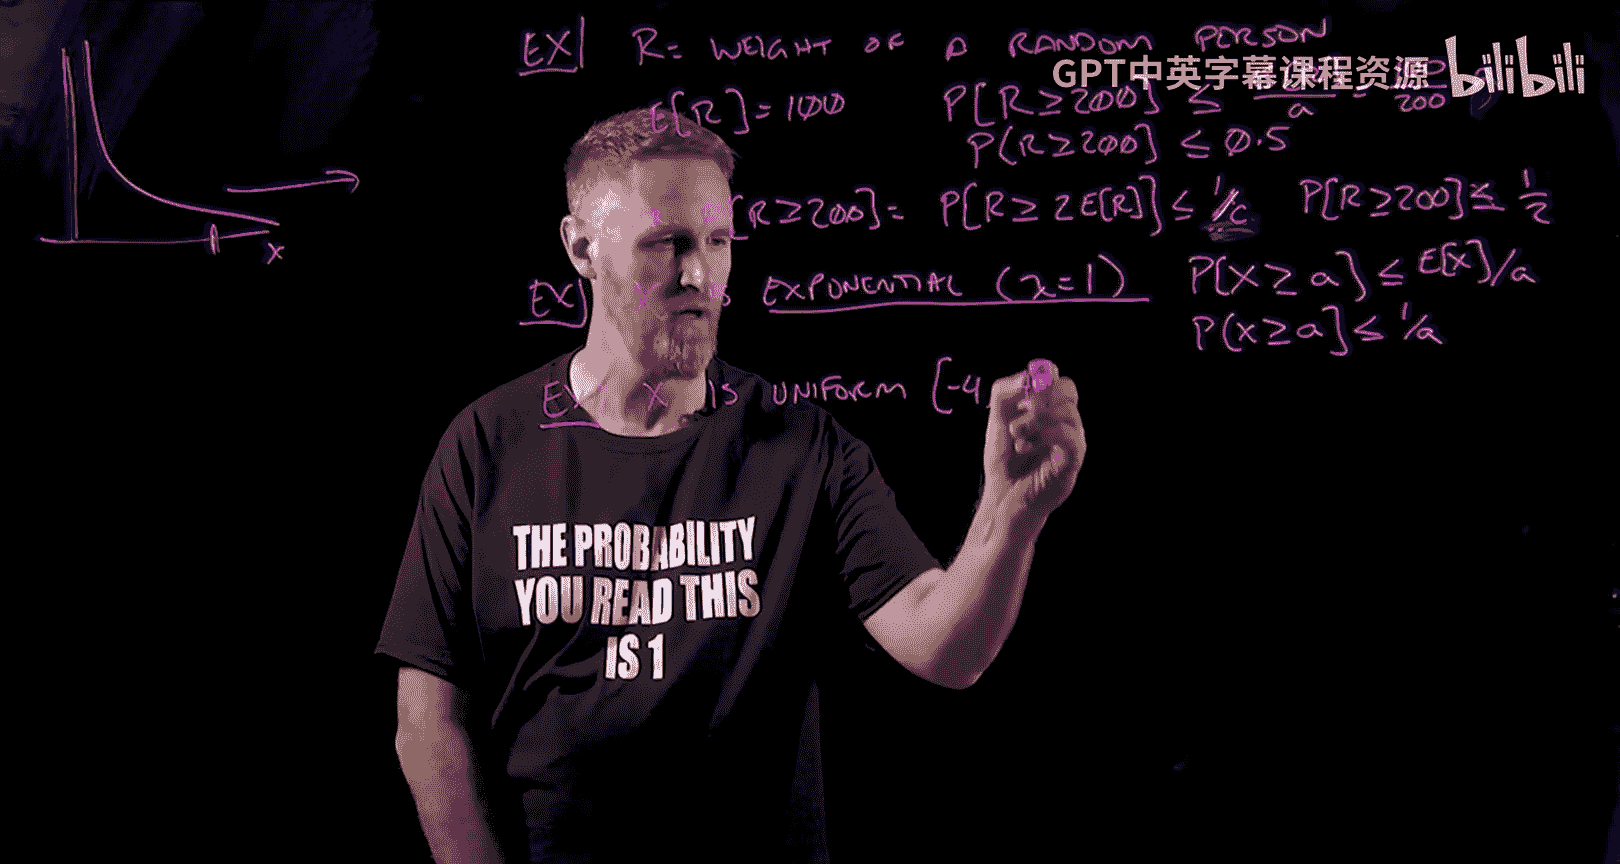 EX R = WEIGHT OF A RANDOM PERSON
GPT中英字幕课程资源 bilibili
E[R] = 100 P[R ≥ 200] ≤ a 200
P(R ≥ 200] ≤ 0.5
[R ≥ 200] = P[R ≥ 2E[R]] ≤ 1/c P[R ≥ 200] ≤ 1/2
EX X IS EXPONENTIAL (λ=1) P(X ≥ a] ≤ E[X]/a
P(X ≥ a] ≤ 1/a
EX X IS UNIFORM [-4,
x
THE PROBABILITY
YOU READ THIS
IS 1